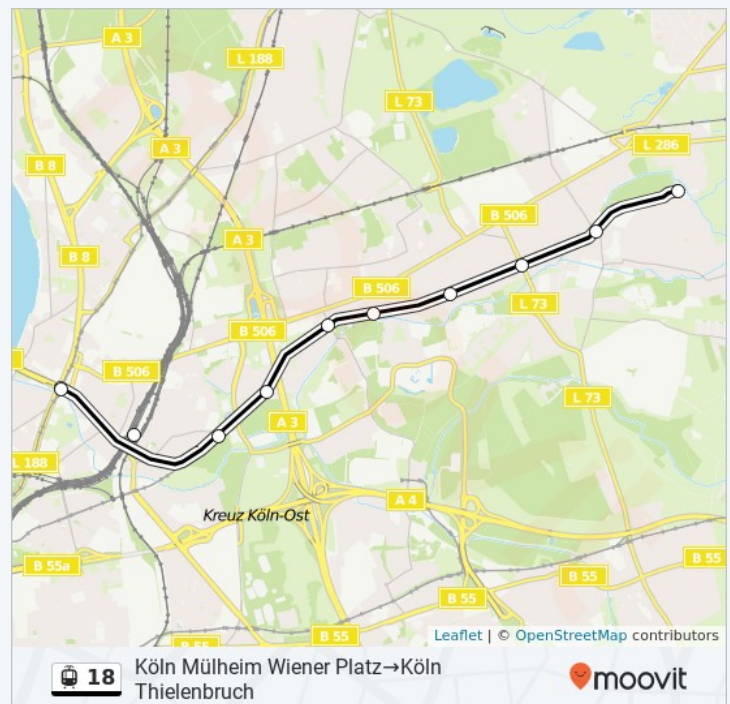 A 3
L 188
L 73
A 3
L 286
B 8
B 506
A 3
B 8
B 506
L 73
B 506
B 506
L 73
A 3
L 188
A 4
Kreuz Köln-Ost
B 55
B 55a
B 55
B 55
B 55
B 55
Leaflet | © OpenStreetMap contributors
18
Köln Mülheim Wiener Platz→Köln
Thielenbruch
moovit